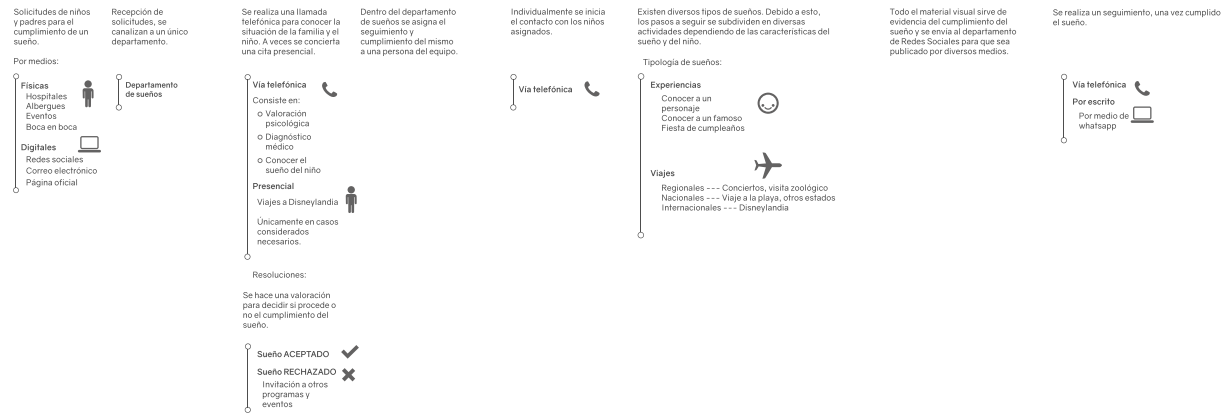 Solicitudes de niños
y padres para el
cumplimiento de un
sueño.
Por medios:
Físicas
Hospitales
Albergues
Eventos
Boca en boca
Digitales
Redes sociales
Correo electrónico
Página oficial
Recepción de
solicitudes, se
canalizan a un único
departamento.
Departamento
de sueños
Se realiza una llamada
telefónica para conocer la
situación de la familia y el
niño. A veces se concierta
una cita presencial.
Vía telefónica
Consiste en:
Valoración
psicológica
Diagnóstico
médico
Conocer el
sueño del niño
Presencial
Viajes a Disneylandia
Únicamente en casos
considerados
necesarios.
Resoluciones:
Se hace una valoración
para decidir si procede o
no el cumplimiento del
sueño.
Sueño ACEPTADO
Sueño RECHAZADO
Invitación a otros
programas y
eventos
Dentro del departamento
de sueños se asigna el
seguimiento y
cumplimiento del mismo
a una persona del equipo.
Individualmente se inicia
el contacto con los niños
asignados.
Vía telefónica
Existen diversos tipos de sueños. Debido a esto,
los pasos a seguir se subdividen en diversas
actividades dependiendo de las características del
sueño y del niño.
Tipología de sueños:
Experiencias
Conocer a un
personaje
Conocer a un famoso
Fiesta de cumpleaños
Viajes
Regionales --- Conciertos, visita zoológico
Nacionales --- Viaje a la playa, otros estados
Internacionales --- Disneylandia
Todo el material visual sirve de
evidencia del cumplimiento del
sueño y se envía al departamento
de Redes Sociales para que sea
publicado por diversos medios.
Se realiza un seguimiento, una vez cumplido
el sueño.
Vía telefónica
Por escrito
Por medio de
whatsapp